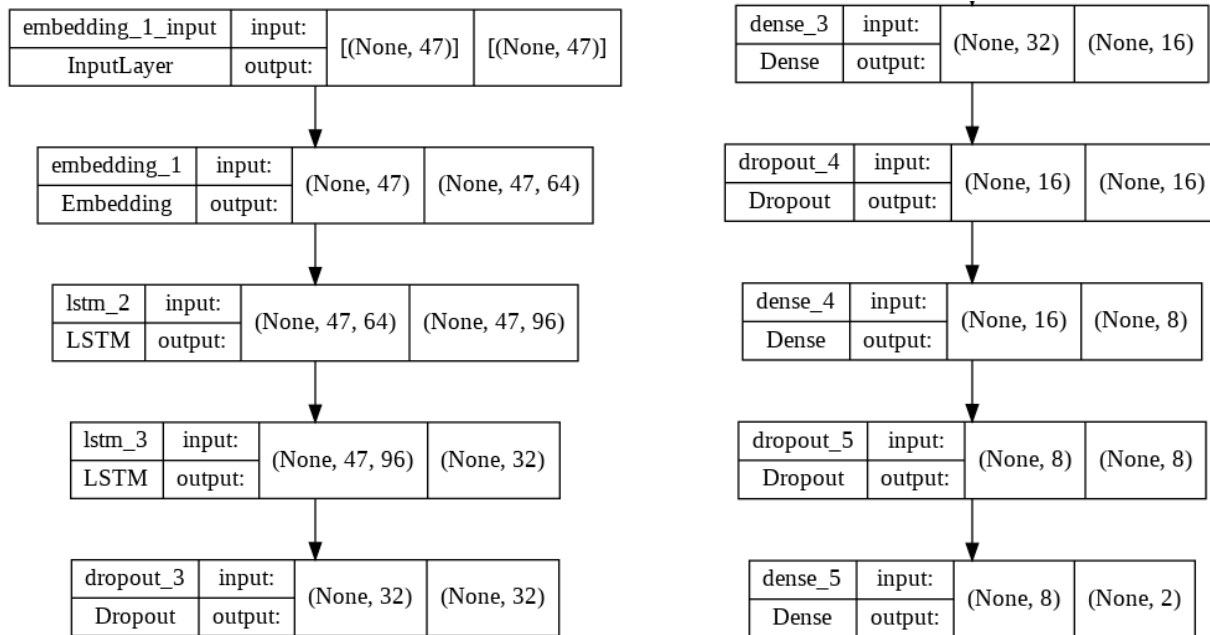 embedding_1_input input: [(None, 47)] [(None, 47)]
InputLayer output:
embedding_1 input: (None, 47) (None, 47, 64)
Embedding output:
lstm_2 input: (None, 47, 64) (None, 47, 96)
LSTM output:
lstm_3 input: (None, 47, 96) (None, 32)
LSTM output:
dropout_3 input: (None, 32) (None, 32)
Dropout output:
dense_3 input: (None, 32) (None, 16)
Dense output:
dropout_4 input: (None, 16) (None, 16)
Dropout output:
dense_4 input: (None, 16) (None, 8)
Dense output:
dropout_5 input: (None, 8) (None, 8)
Dropout output:
dense_5 input: (None, 8) (None, 2)
Dense output: